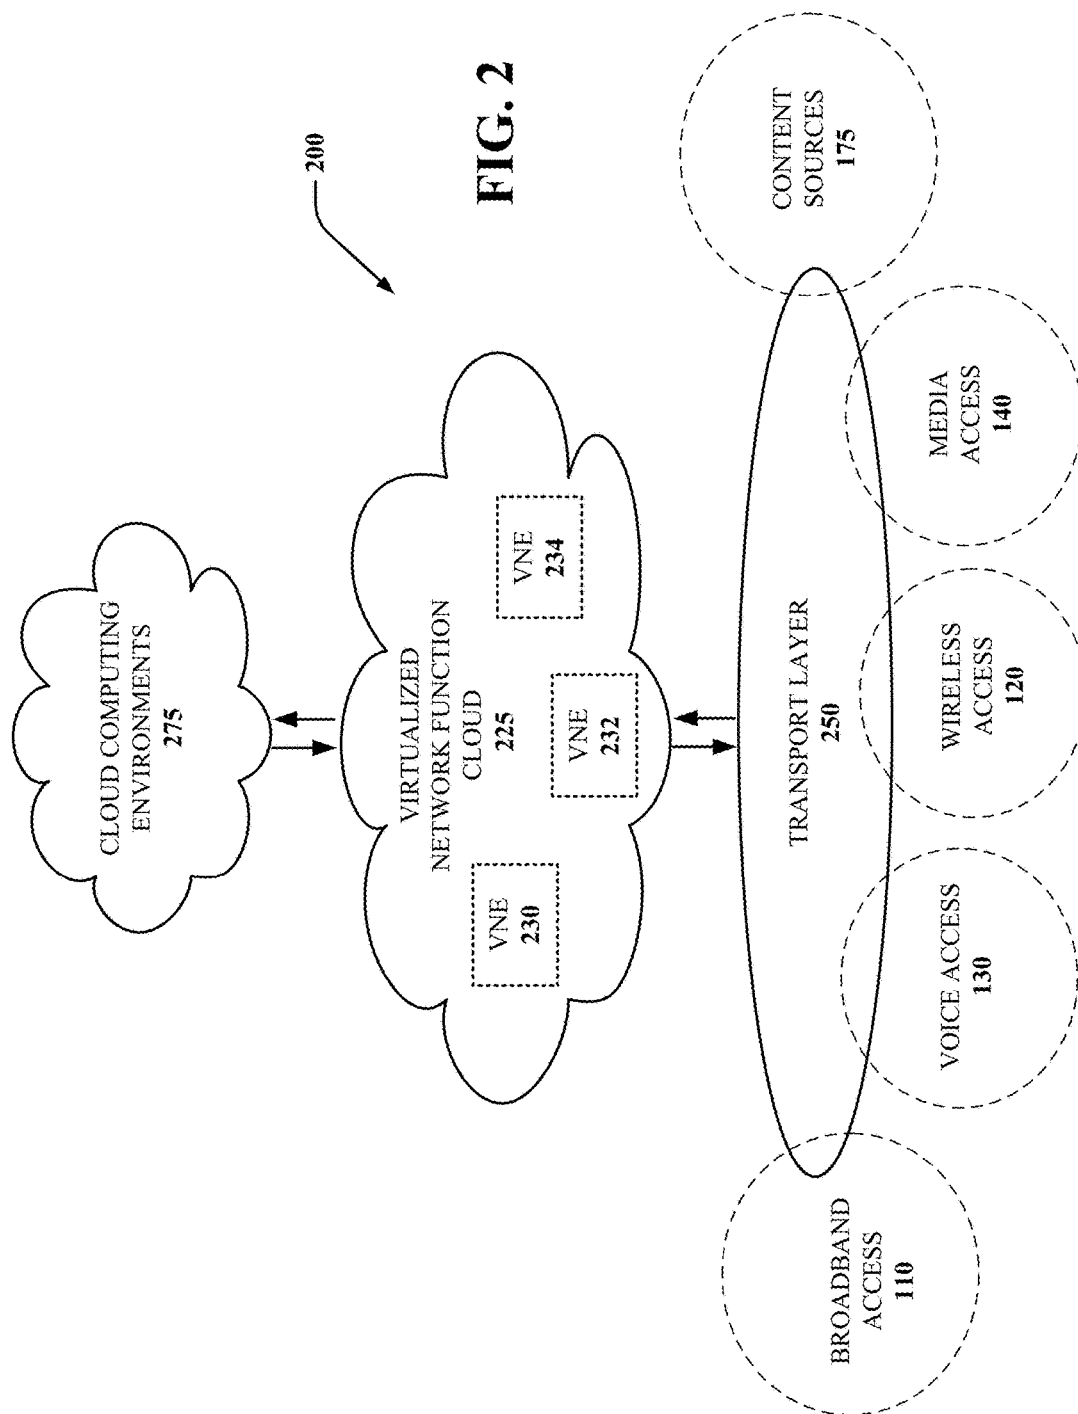 200
FIG. 2
CLOUD COMPUTING
ENVIRONMENTS
275
VIRTUALIZED
NETWORK FUNCTION
CLOUD
225
VNE
230
VNE
232
VNE
234
TRANSPORT LAYER
250
BROADBAND
ACCESS
110
VOICE ACCESS
130
WIRELESS
ACCESS
120
MEDIA
ACCESS
140
CONTENT
SOURCES
175